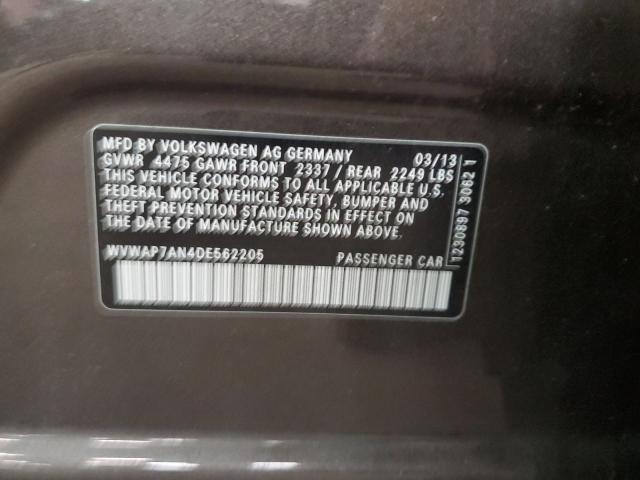 MFD BY VOLKSWAGEN AG GERMANY 03/13
GVWR 4475 GAWR FRONT 2337 / REAR 2249 LBS
THIS VEHICLE CONFORMS TO ALL APPLICABLE U.S.
FEDERAL MOTOR VEHICLE SAFETY, BUMPER AND
THEFT PREVENTION STANDARDS IN EFFECT ON
THE DATE OF MANUFACTURE SHOWN ABOVE.
WVWAP7AN4DE562205 PASSENGER CAR
1230897 3062 1